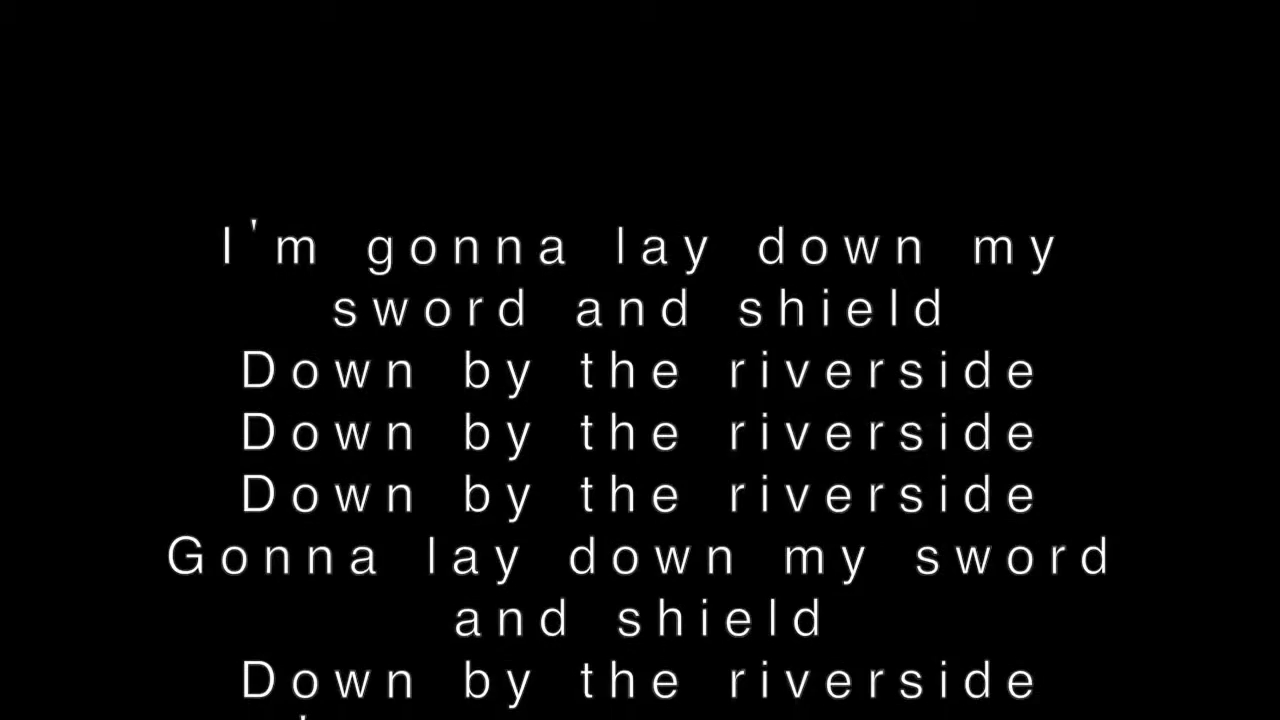 I'm gonna lay down my
sword and shield
Down by the riverside
Down by the riverside
Down by the riverside
Gonna lay down my sword
and shield
Down by the riverside